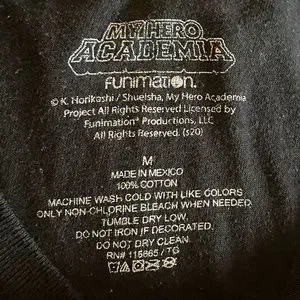 MY HERO
ACADEMIA
FUNIMATION®
© K. Horikoshi / Shueisha, My Hero Academia
Project All Rights Reserved Licensed by
Funimation® Productions, LLC
All Rights Reserved. (S20)
M
MADE IN MEXICO
100% COTTON
MACHINE WASH COLD WITH LIKE COLORS
ONLY NON-CHLORINE BLEACH WHEN NEEDED
TUMBLE DRY LOW.
DO NOT IRON IF DECORATED.
DO NOT DRY CLEAN.
RN# 115865 / TG